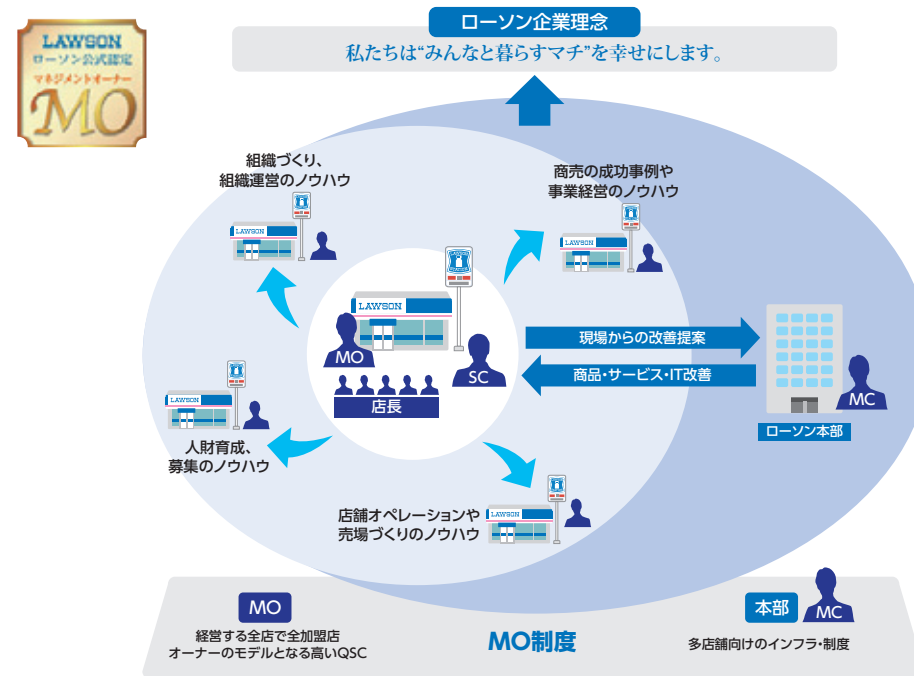 ローソン企業理念
私たちは“みんなと暮らすマチ”を幸せにします。
LAWSON
ローソン公式認定
マネジメントオーナー
MO
組織づくり、
組織運営のノウハウ
LAWSON
商売の成功事例や
事業経営のノウハウ
LAWSON
LAWSON
MO
SC
店長
現場からの改善提案
商品・サービス・IT改善
MC
ローソン本部
LAWSON
人財育成、
募集のノウハウ
店舗オペレーションや
売場づくりのノウハウ
LAWSON
MO
経営する全店で全加盟店
オーナーのモデルとなる高いQSC
MO制度
本部
MC
多店舗向けのインフラ・制度